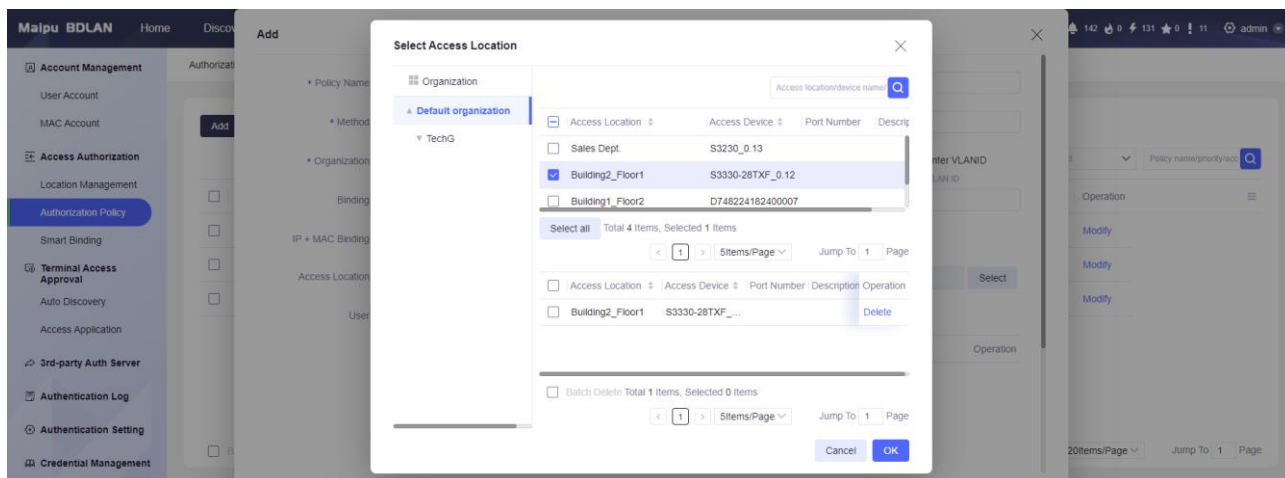 Maipu BDLAN Home Discov 142 0 131 0 11 admin
Account Management
User Account
MAC Account
Access Authorization
Location Management
Authorization Policy
Smart Binding
Terminal Access
Approval
Auto Discovery
Access Application
3rd-party Auth Server
Authentication Log
Authentication Setting
Credential Management
Authorizati
Add
Add
* Policy Name
* Method
* Organization
Binding
IP + MAC Binding
Access Location
User
Select Access Location
Organization
Default organization
TechG
Access location/device name/
Access Location Access Device Port Number Descrip
Sales Dept. S3230_0.13
Building2_Floor1 S3330-28TXF_0.12
Building1_Floor2 D748224182400007
Select all Total 4 Items, Selected 1 Items
< 1 > 5Items/Page Jump To 1 Page
Access Location Access Device Port Number Description Operation
Building2_Floor1 S3330-28TXF_... Delete
Batch Delete Total 1 Items, Selected 0 Items
< 1 > 5Items/Page Jump To 1 Page
Cancel OK
nter VLANID
LAN ID
Select
Operation
Policy name/priority/acc
Operation
Modify
Modify
Modify
20Items/Page Jump To 1 Page